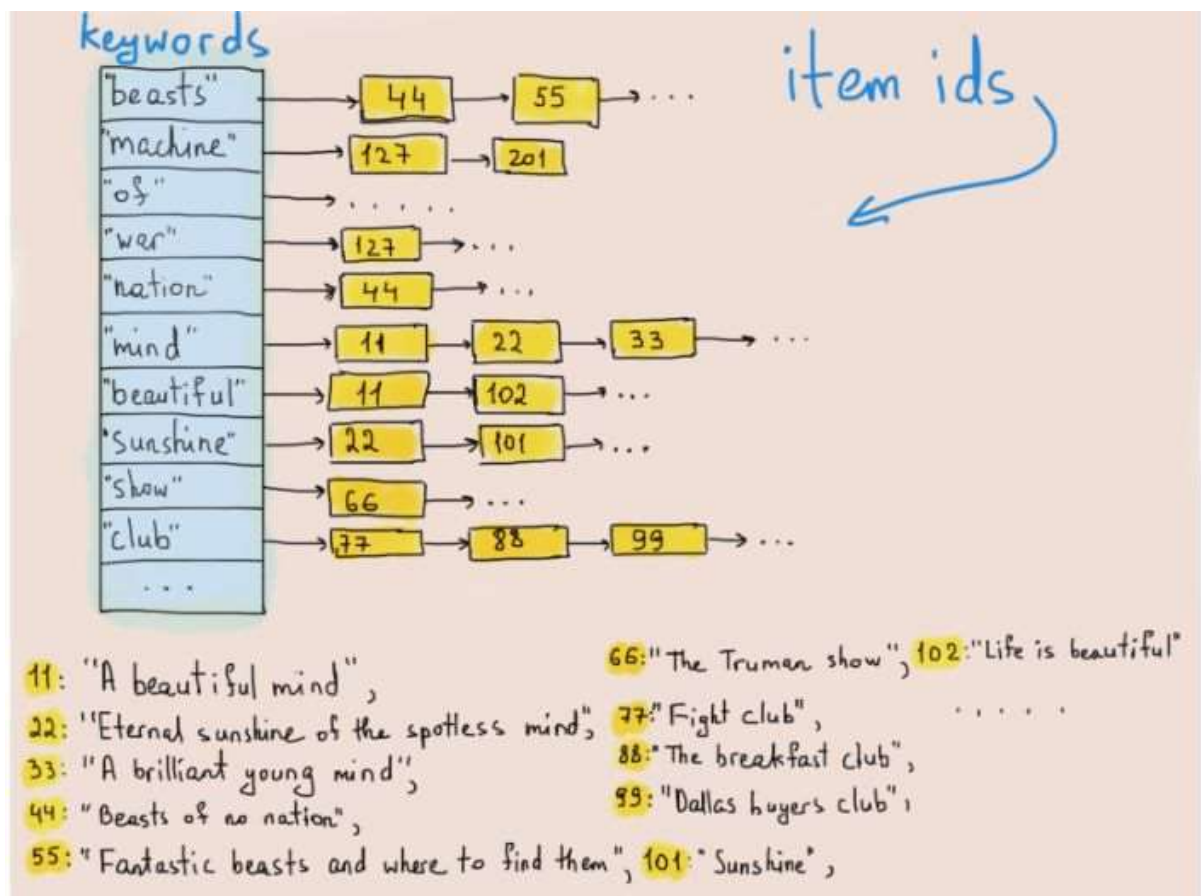 keywords
item ids
"beasts" 44 55 ...
"machine" 127 201
"of" . . . . .
"war" 127 ...
"nation" 44 ...
"mind" 11 22 33 ...
"beautiful" 11 102 ...
"sunshine" 22 101 ...
"show" 66 ...
"club" 77 88 99 ...
...
11: "A beautiful mind",
22: "Eternal sunshine of the spotless mind",
33: "A brilliant young mind",
44: "Beasts of no nation",
55: "Fantastic beasts and where to find them", 101: "Sunshine",
66: "The Truman show", 102: "Life is beautiful"
77: "Fight club", . . . . .
88: "The breakfast club",
99: "Dallas buyers club",